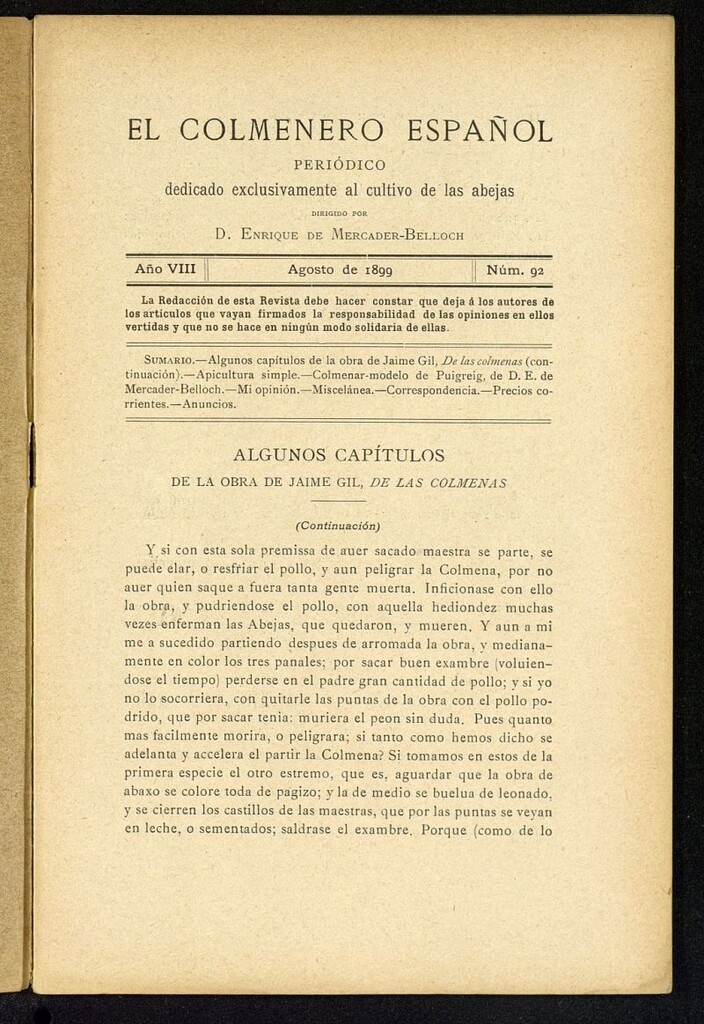 EL COLMENERO ESPAÑOL
PERIÓDICO
dedicado exclusivamente al cultivo de las abejas
DIRIGIDO POR
D. ENRIQUE DE MERCADER-BELLOCH
Año VIII Agosto de 1899 Núm. 92
La Redacción de esta Revista debe hacer constar que deja á los autores de
los artículos que vayan firmados la responsabilidad de las opiniones en ellos
vertidas y que no se hace en ningún modo solidaria de ellas.
SUMARIO.—Algunos capítulos de la obra de Jaime Gil, De las colmenas (con-
tinuación).—Apicultura simple.—Colmenar-modelo de Puigreig, de D. E. de
Mercader-Belloch.—Mi opinión.—Miscelánea.—Correspondencia.—Precios co-
rrientes.—Anuncios.
ALGUNOS CAPÍTULOS
DE LA OBRA DE JAIME GIL, DE LAS COLMENAS
(Continuación)
Y si con esta sola premissa de auer sacado maestra se parte, se
puede elar, o resfriar el pollo, y aun peligrar la Colmena, por no
auer quien saque a fuera tanta gente muerta. Inficionase con ello
la obra, y pudriendose el pollo, con aquella hediondez muchas
vezes enferman las Abejas, que quedaron, y mueren. Y aun a mi
me a sucedido partiendo despues de arromada la obra, y mediana-
mente en color los tres panales; por sacar buen exambre (voluien-
dose el tiempo) perderse en el padre gran cantidad de pollo; y si yo
no lo socorriera, con quitarle las puntas de la obra con el pollo po-
drido, que por sacar tenia: muriera el peon sin duda. Pues quanto
mas facilmente morira, o peligrara; si tanto como hemos dicho se
adelanta y accelera el partir la Colmena? Si tomamos en estos de la
primera especie el otro estremo, que es, aguardar que la obra de
abaxo se colore toda de pagizo; y la de medio se buelua de leonado,
y se cierren los castillos de las maestras, que por las puntas se veyan
en leche, o sementados; saldrase el exambre. Porque (como de lo